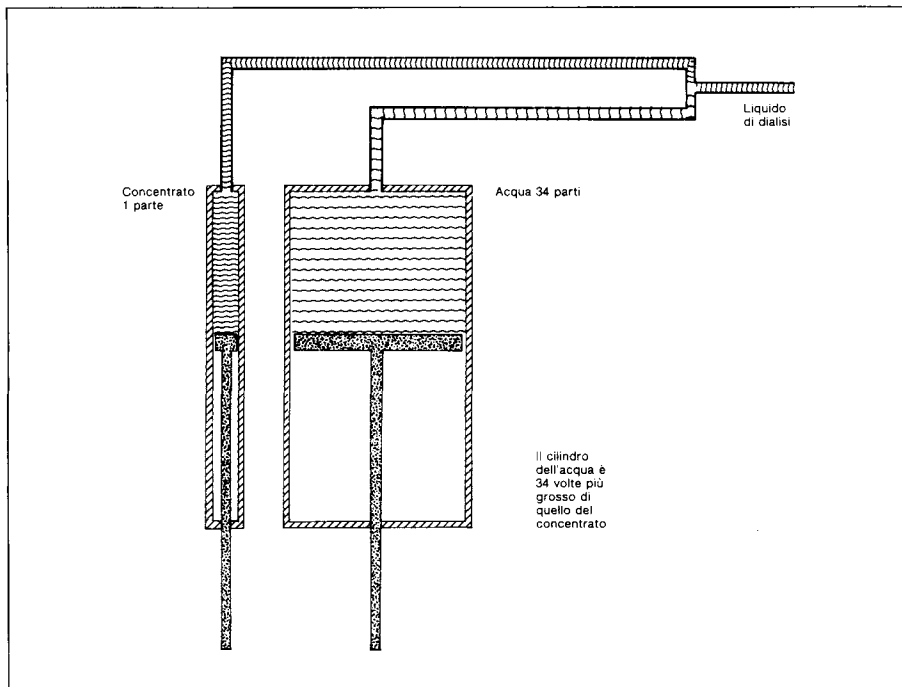 Liquido
di dialisi
Concentrato
1 parte
Acqua 34 parti
Il cilindro
dell'acqua è
34 volte più
grosso di
quello del
concentrato